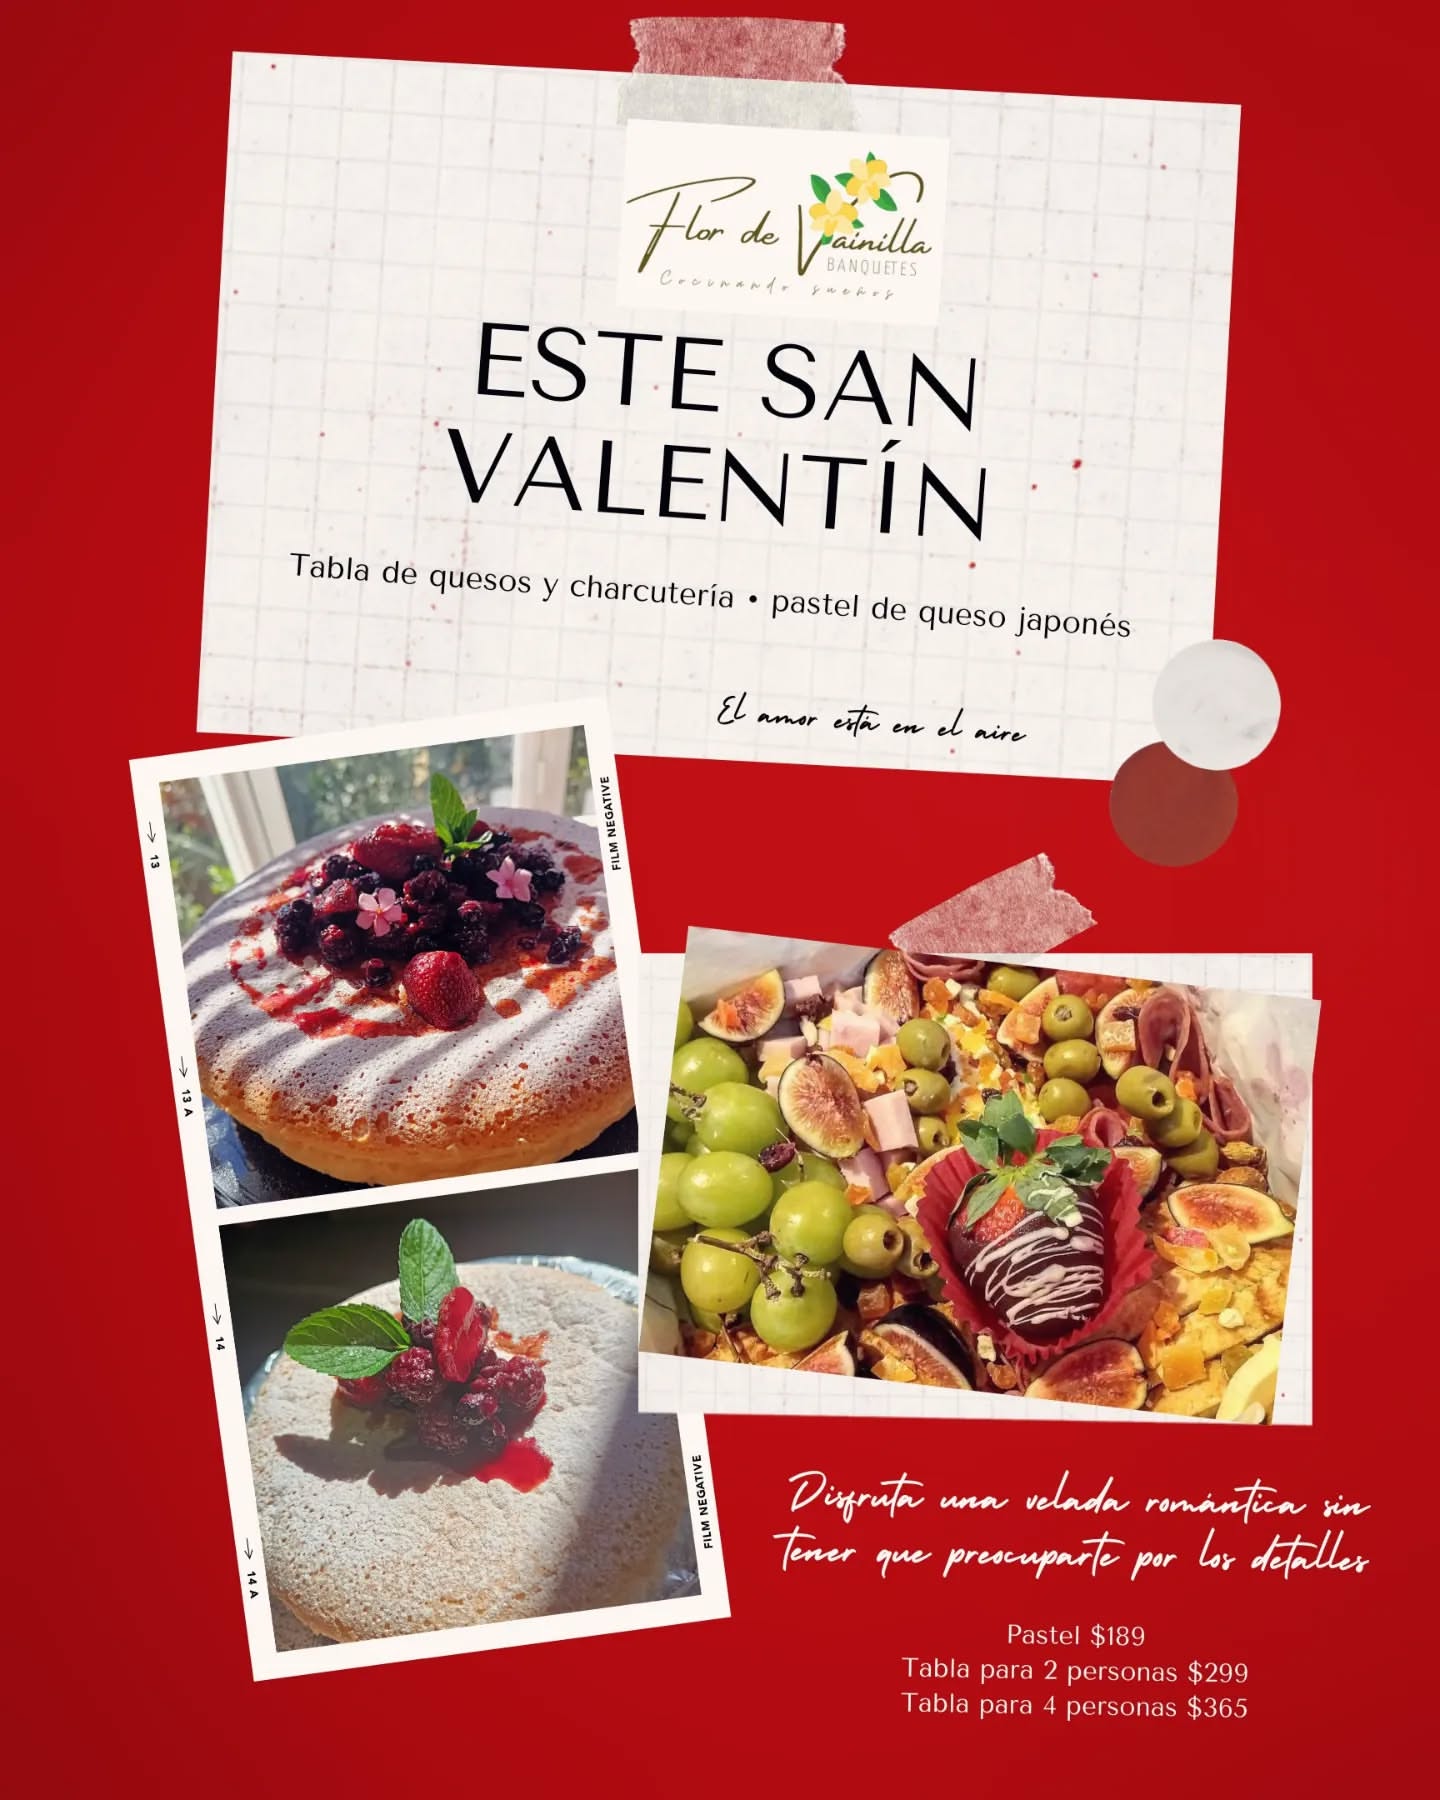 Flor de Vainilla
BANQUETES
Cocinando sueños
ESTE SAN
VALENTÍN
Tabla de quesos y charcutería • pastel de queso japonés
El amor está en el aire
→ 13
FILM NEGATIVE
→ 13 A
→ 14
→ 14 A
FILM NEGATIVE
Disfruta una velada romántica sin
tener que preocuparte por los detalles
Pastel $189
Tabla para 2 personas $299
Tabla para 4 personas $365